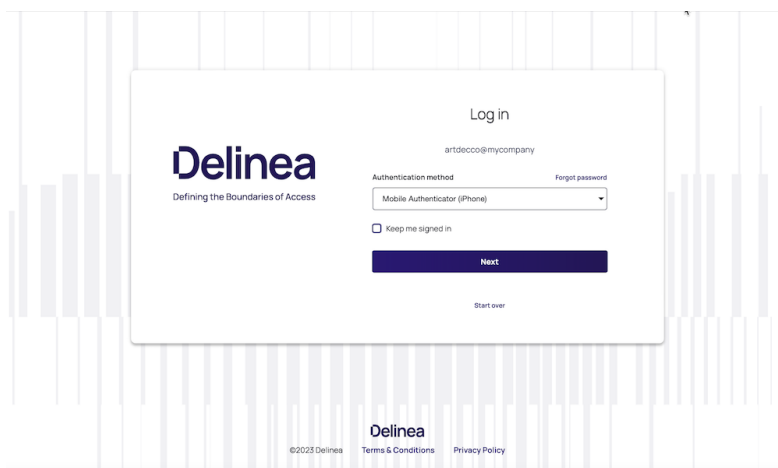 Log in
Delinea
Defining the Boundaries of Access
artdecco@mycompany
Authentication method Forgot password
Mobile Authenticator (iPhone)
Keep me signed in
Next
Start over
Delinea
©2023 Delinea Terms & Conditions Privacy Policy